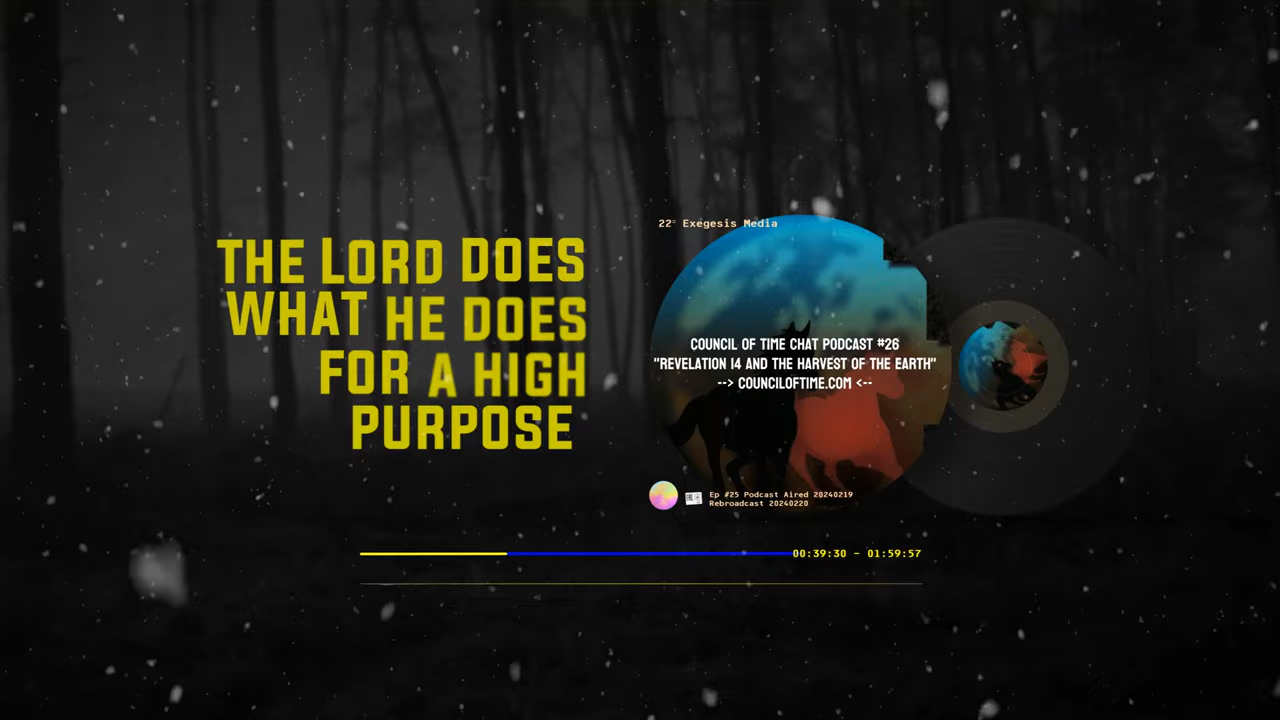 THE LORD DOES
WHAT HE DOES
FOR A HIGH
PURPOSE
22° Exegesis Media
COUNCIL OF TIME CHAT PODCAST #26
"REVELATION 14 AND THE HARVEST OF THE EARTH"
--> COUNCILOFTIME.COM <--
Ep #25 Podcast Aired 20240219
Rebroadcast 20240220
00:39:30 - 01:59:57